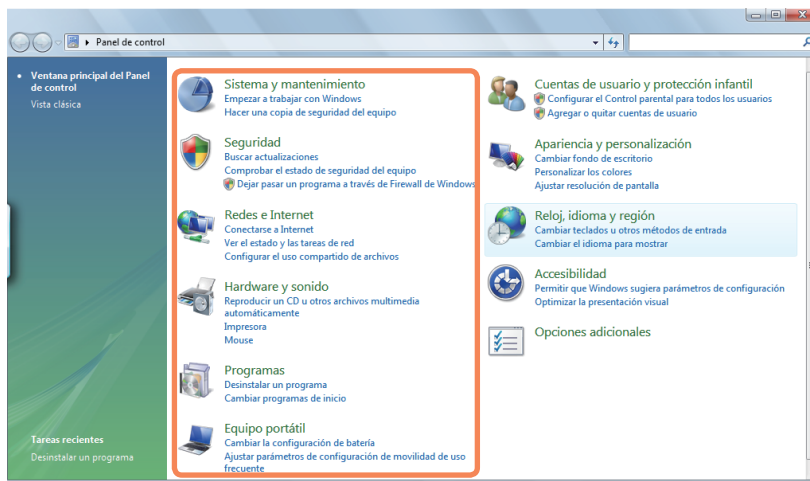 Panel de control
Ventana principal del Panel
de control
Vista clásica
Sistema y mantenimiento
Empezar a trabajar con Windows
Hacer una copia de seguridad del equipo
Seguridad
Buscar actualizaciones
Comprobar el estado de seguridad del equipo
Dejar pasar un programa a través de Firewall de Windows
Redes e Internet
Conectarse a Internet
Ver el estado y las tareas de red
Configurar el uso compartido de archivos
Hardware y sonido
Reproducir un CD u otros archivos multimedia
automáticamente
Impresora
Mouse
Programas
Desinstalar un programa
Cambiar programas de inicio
Equipo portátil
Cambiar la configuración de batería
Ajustar parámetros de configuración de movilidad de uso
frecuente
Cuentas de usuario y protección infantil
Configurar el Control parental para todos los usuarios
Agregar o quitar cuentas de usuario
Apariencia y personalización
Cambiar fondo de escritorio
Personalizar los colores
Ajustar resolución de pantalla
Reloj, idioma y región
Cambiar teclados u otros métodos de entrada
Cambiar el idioma para mostrar
Accesibilidad
Permitir que Windows sugiera parámetros de configuración
Optimizar la presentación visual
Opciones adicionales
Tareas recientes
Desinstalar un programa